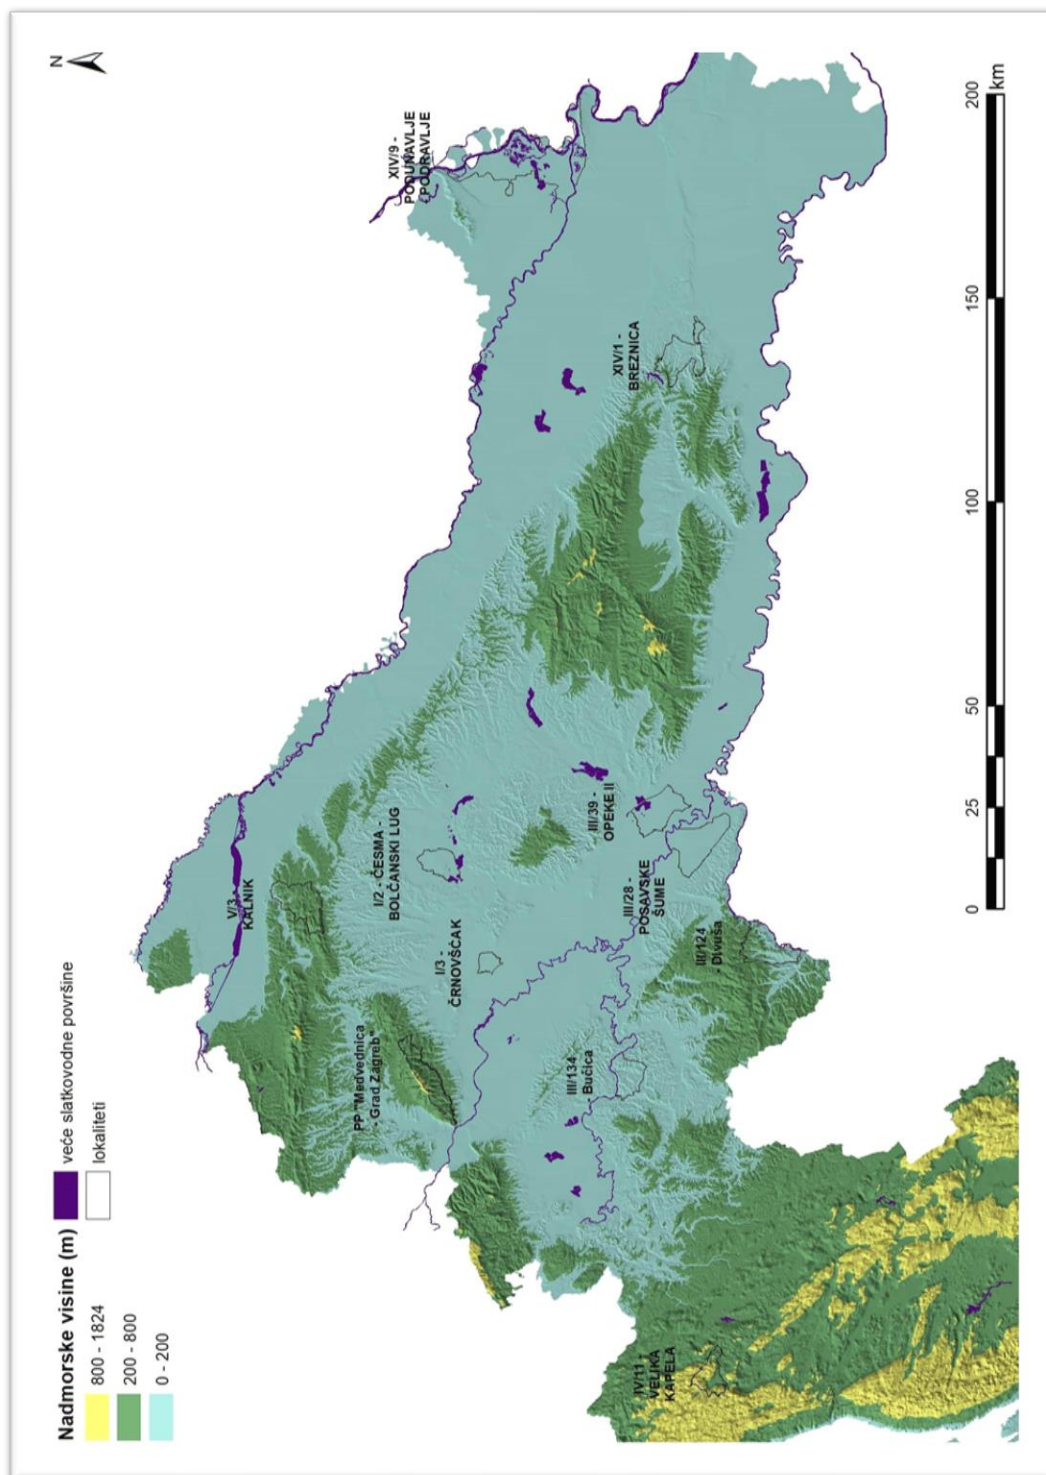 N
XIV/9 -
PODUNAVLJE
- PODRAVLJE
V/3 -
KALNIK
I/2 - ČESMA -
BOLČANSKI LUG
XIV/1 -
BREZNICA
I/3 -
ČRNOVŠČAK
PP "Medvednica
- Grad Zagreb"
III/39 -
OPEKE II
III/28 -
POSAVSKE
ŠUME
III/134
- Bučica
III/124
- Divuša
IV/11 -
VELIKA
KAPELA
Nadmorske visine (m)
800 - 1824
200 - 800
0 - 200
veće slatkovodne površine
lokaliteti
0 25 50 100 150 200
km